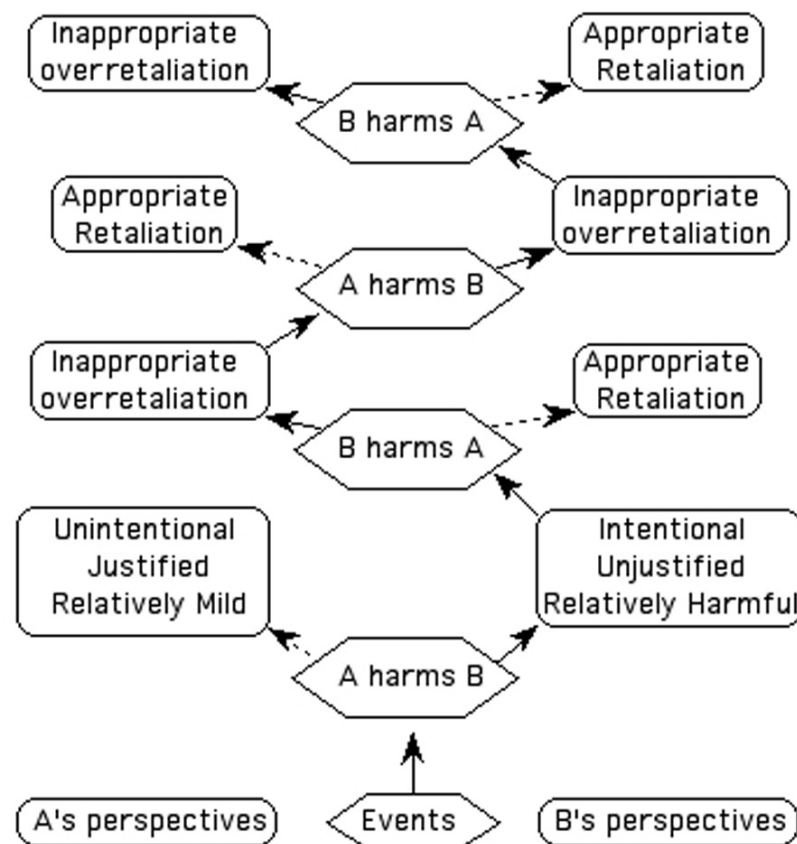 Inappropriate
overretaliation
Appropriate
Retaliation
B harms A
Appropriate
Retaliation
Inappropriate
overretaliation
A harms B
Inappropriate
overretaliation
Appropriate
Retaliation
B harms A
Unintentional
Justified
Relatively Mild
Intentional
Unjustified
Relatively Harmful
A harms B
A's perspectives
Events
B's perspectives